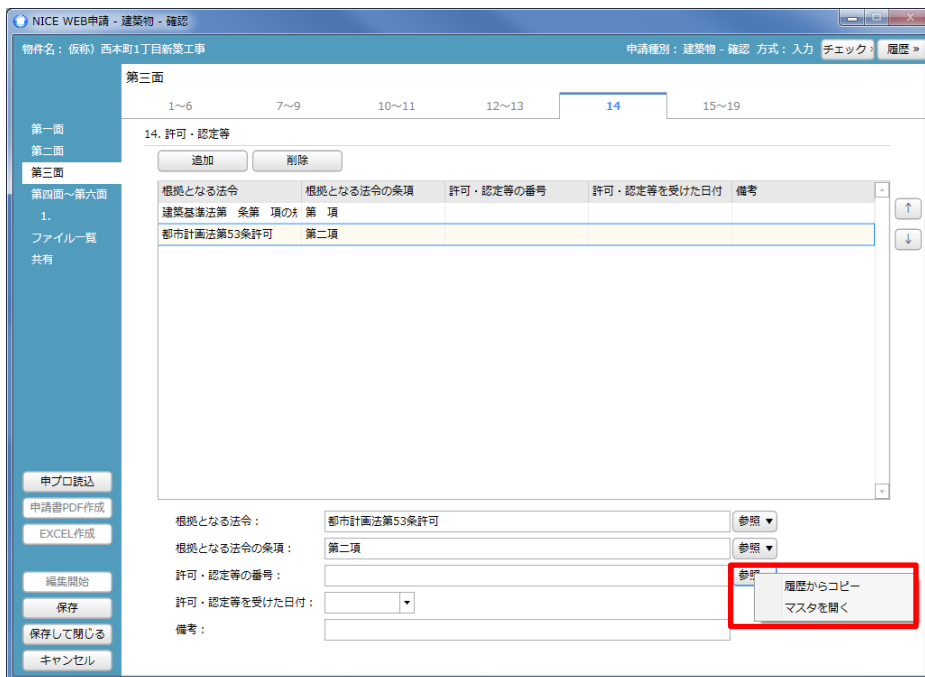 NICE WEB申請 - 建築物 - 確認
物件名：仮称）西本町1丁目新築工事
申請種別：建築物 - 確認 方式：入力
チェック »
履歴 »
第三面
1～6 7～9 10～11 12～13 14 15～19
第一面
第二面
第三面
第四面～第六面
1.
ファイル一覧
共有
14. 許可・認定等
追加 削除
根拠となる法令 根拠となる法令の条項 許可・認定等の番号 許可・認定等を受けた日付 備考
建築基準法第　条第　項の 第　項
都市計画法第53条許可 第二項
↑
↓
申プロ読込
申請書PDF作成
EXCEL作成
編集開始
保存
保存して閉じる
キャンセル
根拠となる法令： 都市計画法第53条許可 参照 ▼
根拠となる法令の条項： 第二項 参照 ▼
許可・認定等の番号： 参照
履歴からコピー
マスタを開く
許可・認定等を受けた日付：
備考：